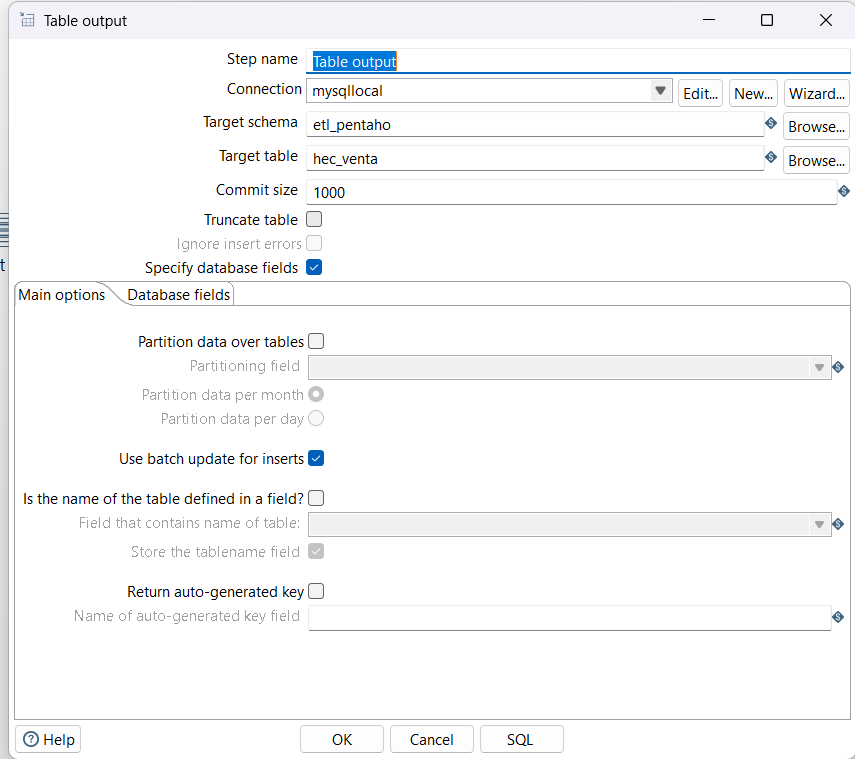 Table output
Step name Table output
Connection mysqllocal Edit... New... Wizard...
Target schema etl_pentaho Browse...
Target table hec_venta Browse...
Commit size 1000
Truncate table
Ignore insert errors
Specify database fields
Main options Database fields
Partition data over tables
Partitioning field
Partition data per month
Partition data per day
Use batch update for inserts
Is the name of the table defined in a field?
Field that contains name of table:
Store the tablename field
Return auto-generated key
Name of auto-generated key field
Help OK Cancel SQL